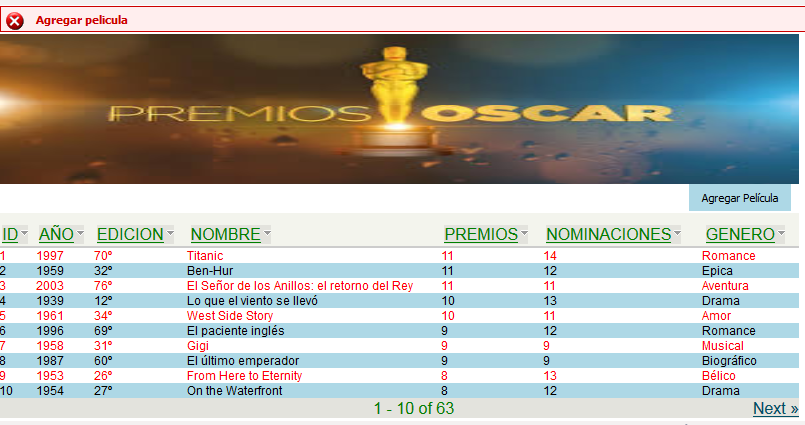 Agregar pelicula
PREMIOS OSCAR
Agregar Película
ID AÑO EDICION NOMBRE PREMIOS NOMINACIONES GENERO
1 1997 70º Titanic 11 14 Romance
2 1959 32º Ben-Hur 11 12 Epica
3 2003 76º El Señor de los Anillos: el retorno del Rey 11 11 Aventura
4 1939 12º Lo que el viento se llevó 10 13 Drama
5 1961 34º West Side Story 10 11 Amor
6 1996 69º El paciente inglés 9 12 Romance
7 1958 31º Gigi 9 9 Musical
8 1987 60º El último emperador 9 9 Biográfico
9 1953 26º From Here to Eternity 8 13 Bélico
10 1954 27º On the Waterfront 8 12 Drama
1 - 10 of 63 Next »